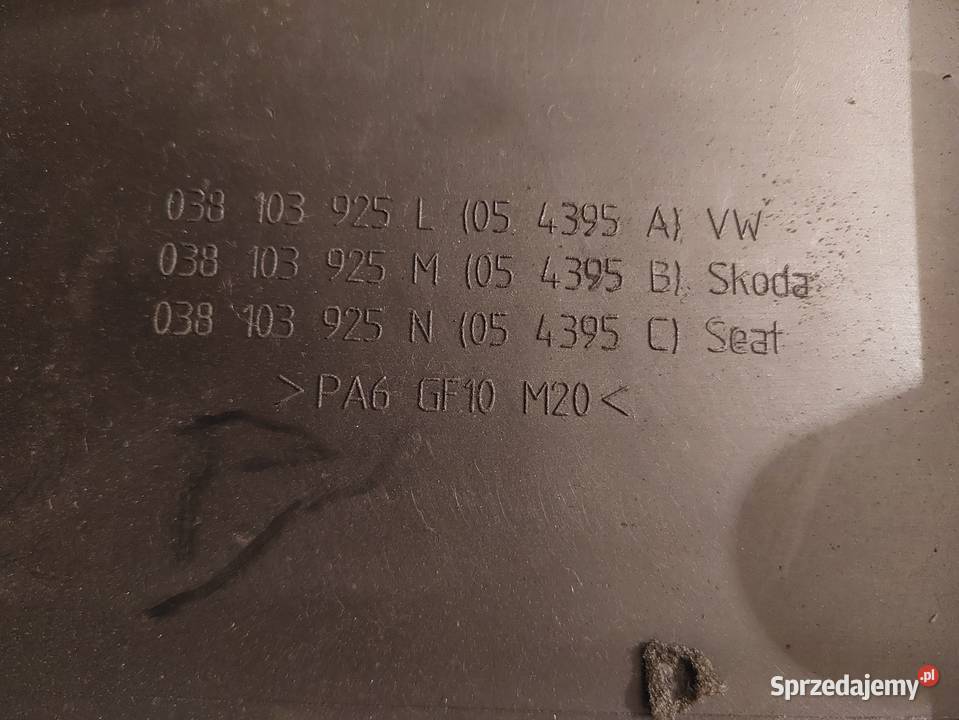 038 103 925 L (05 4395 A) VW
038 103 925 M (05 4395 B) Skoda
038 103 925 N (05 4395 C) Seat
>PA6 GF10 M20<
Sprzedajemy.pl